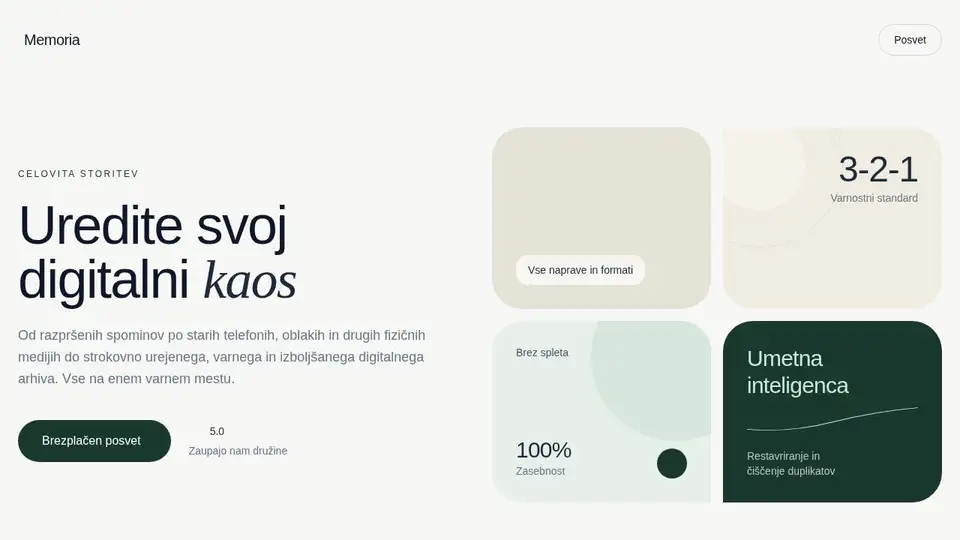 Memoria
Posvet
CELOVITA STORITEV
Uredite svoj
digitalni kaos
Od razpršenih spominov po starih telefonih, oblakih in drugih fizičnih
medijih do strokovno urejenega, varnega in izboljšanega digitalnega
arhiva. Vse na enem varnem mestu.
Brezplačen posvet
5.0
Zaupajo nam družine
Vse naprave in formati
3-2-1
Varnostni standard
Brez spleta
100%
Zasebnost
Umetna
inteligenca
Restavriranje in
čiščenje duplikatov